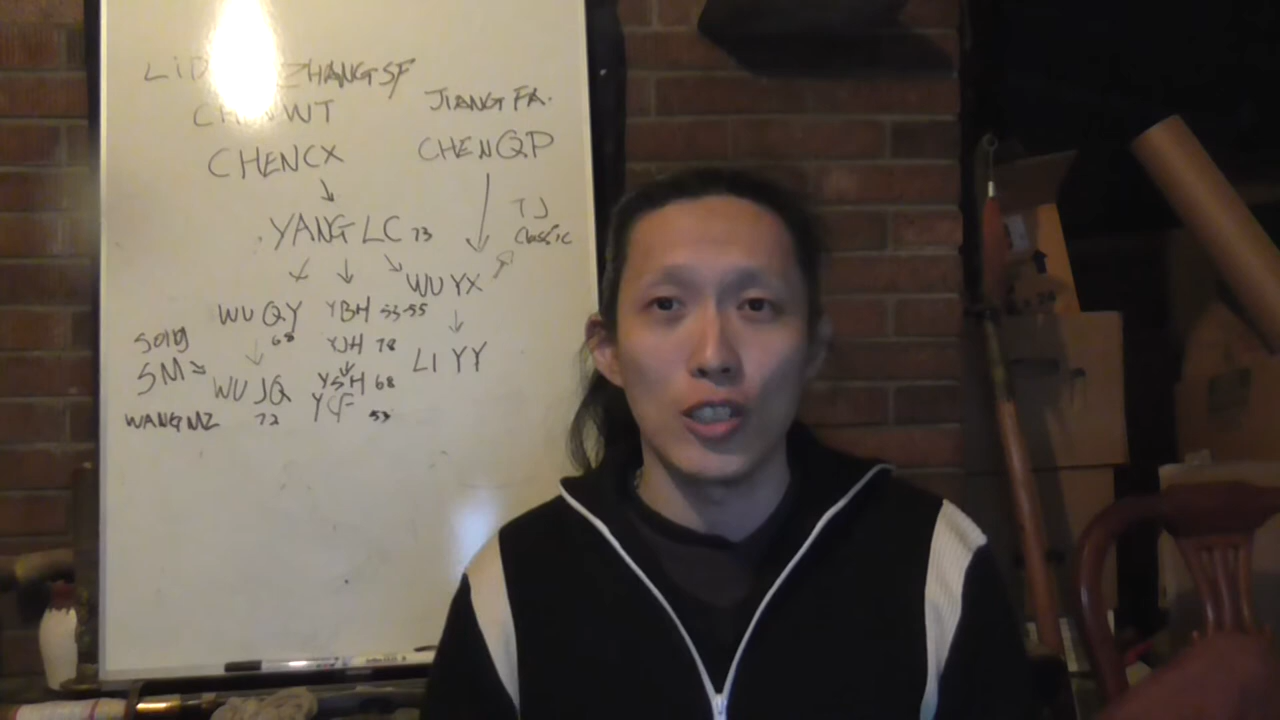 ZHANGSF
JIANG FA.
WT
CHENCX
CHENQP
YANG LC 73
TJ
Classic
WU YX
WU QY 68
YBH 53-55
Song
SM
YJH 78
LI YY
WU JQ 72
YSH 68
WANG MZ
YCF 53